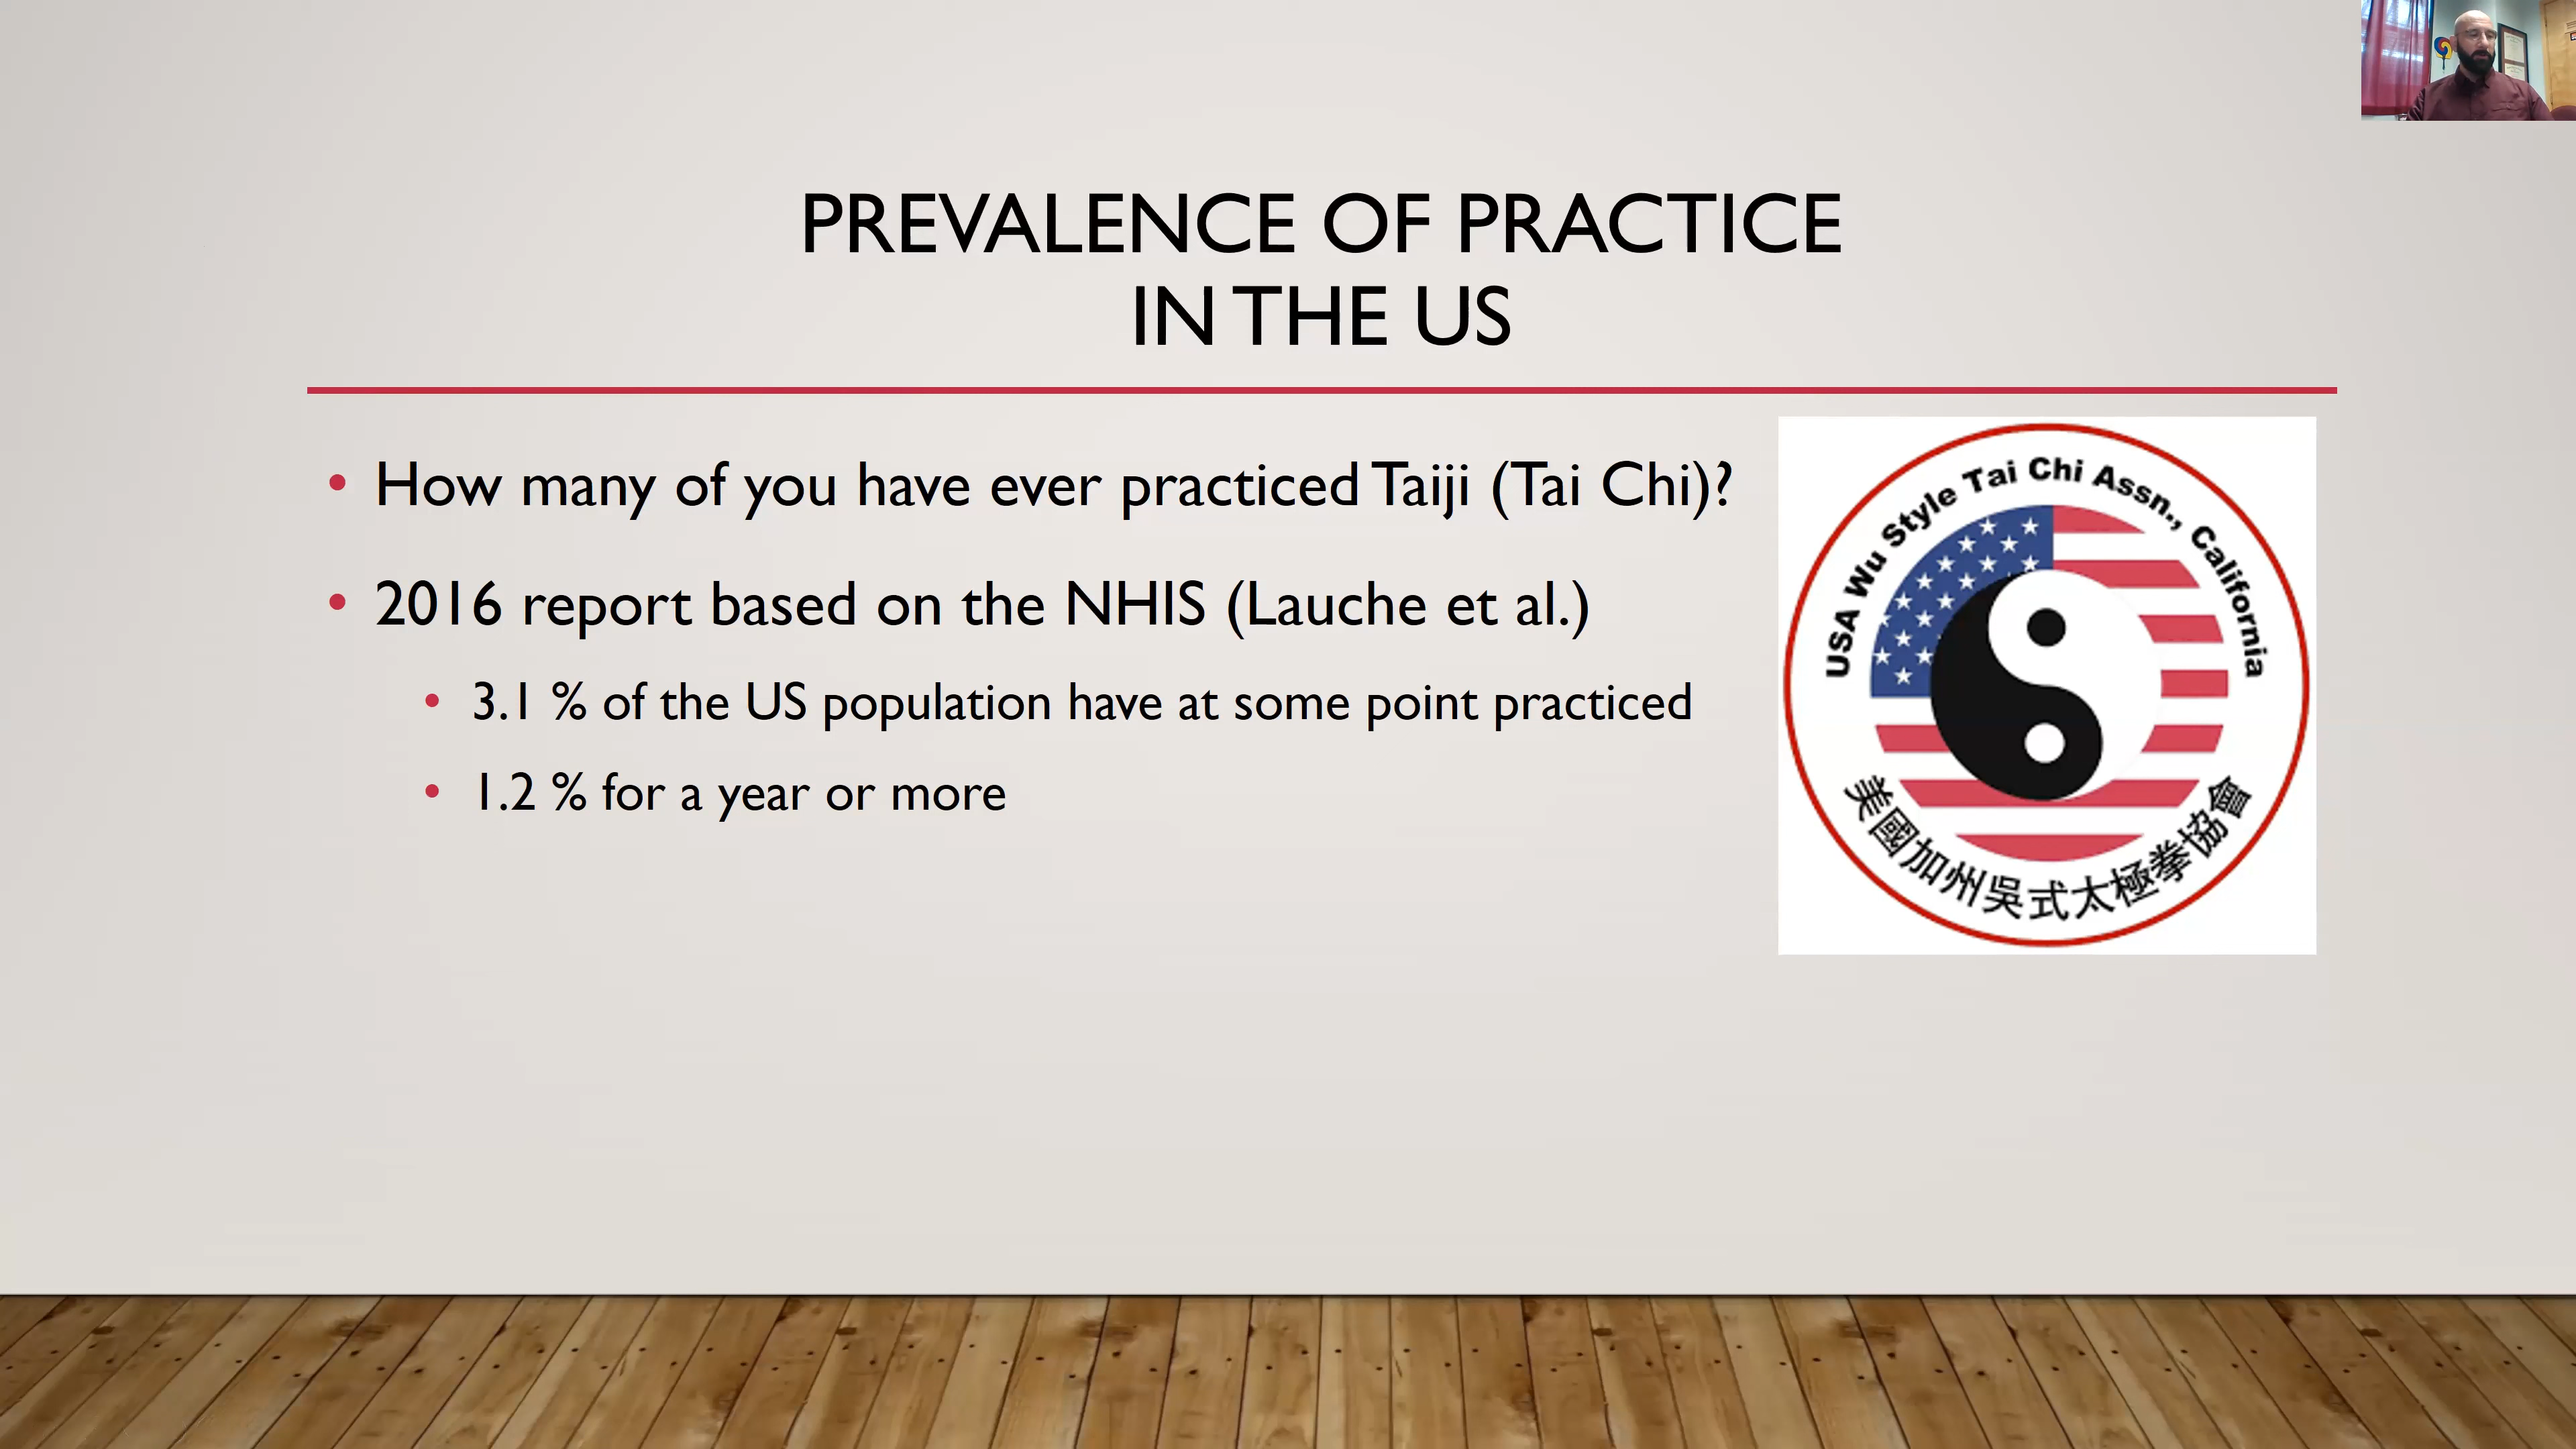 PREVALENCE OF PRACTICE
IN THE US
• How many of you have ever practiced Taiji (Tai Chi)?
• 2016 report based on the NHIS (Lauche et al.)
• 3.1 % of the US population have at some point practiced
• 1.2 % for a year or more
USA Wu Style Tai Chi Assn., California
美國加州吳式太極拳協會